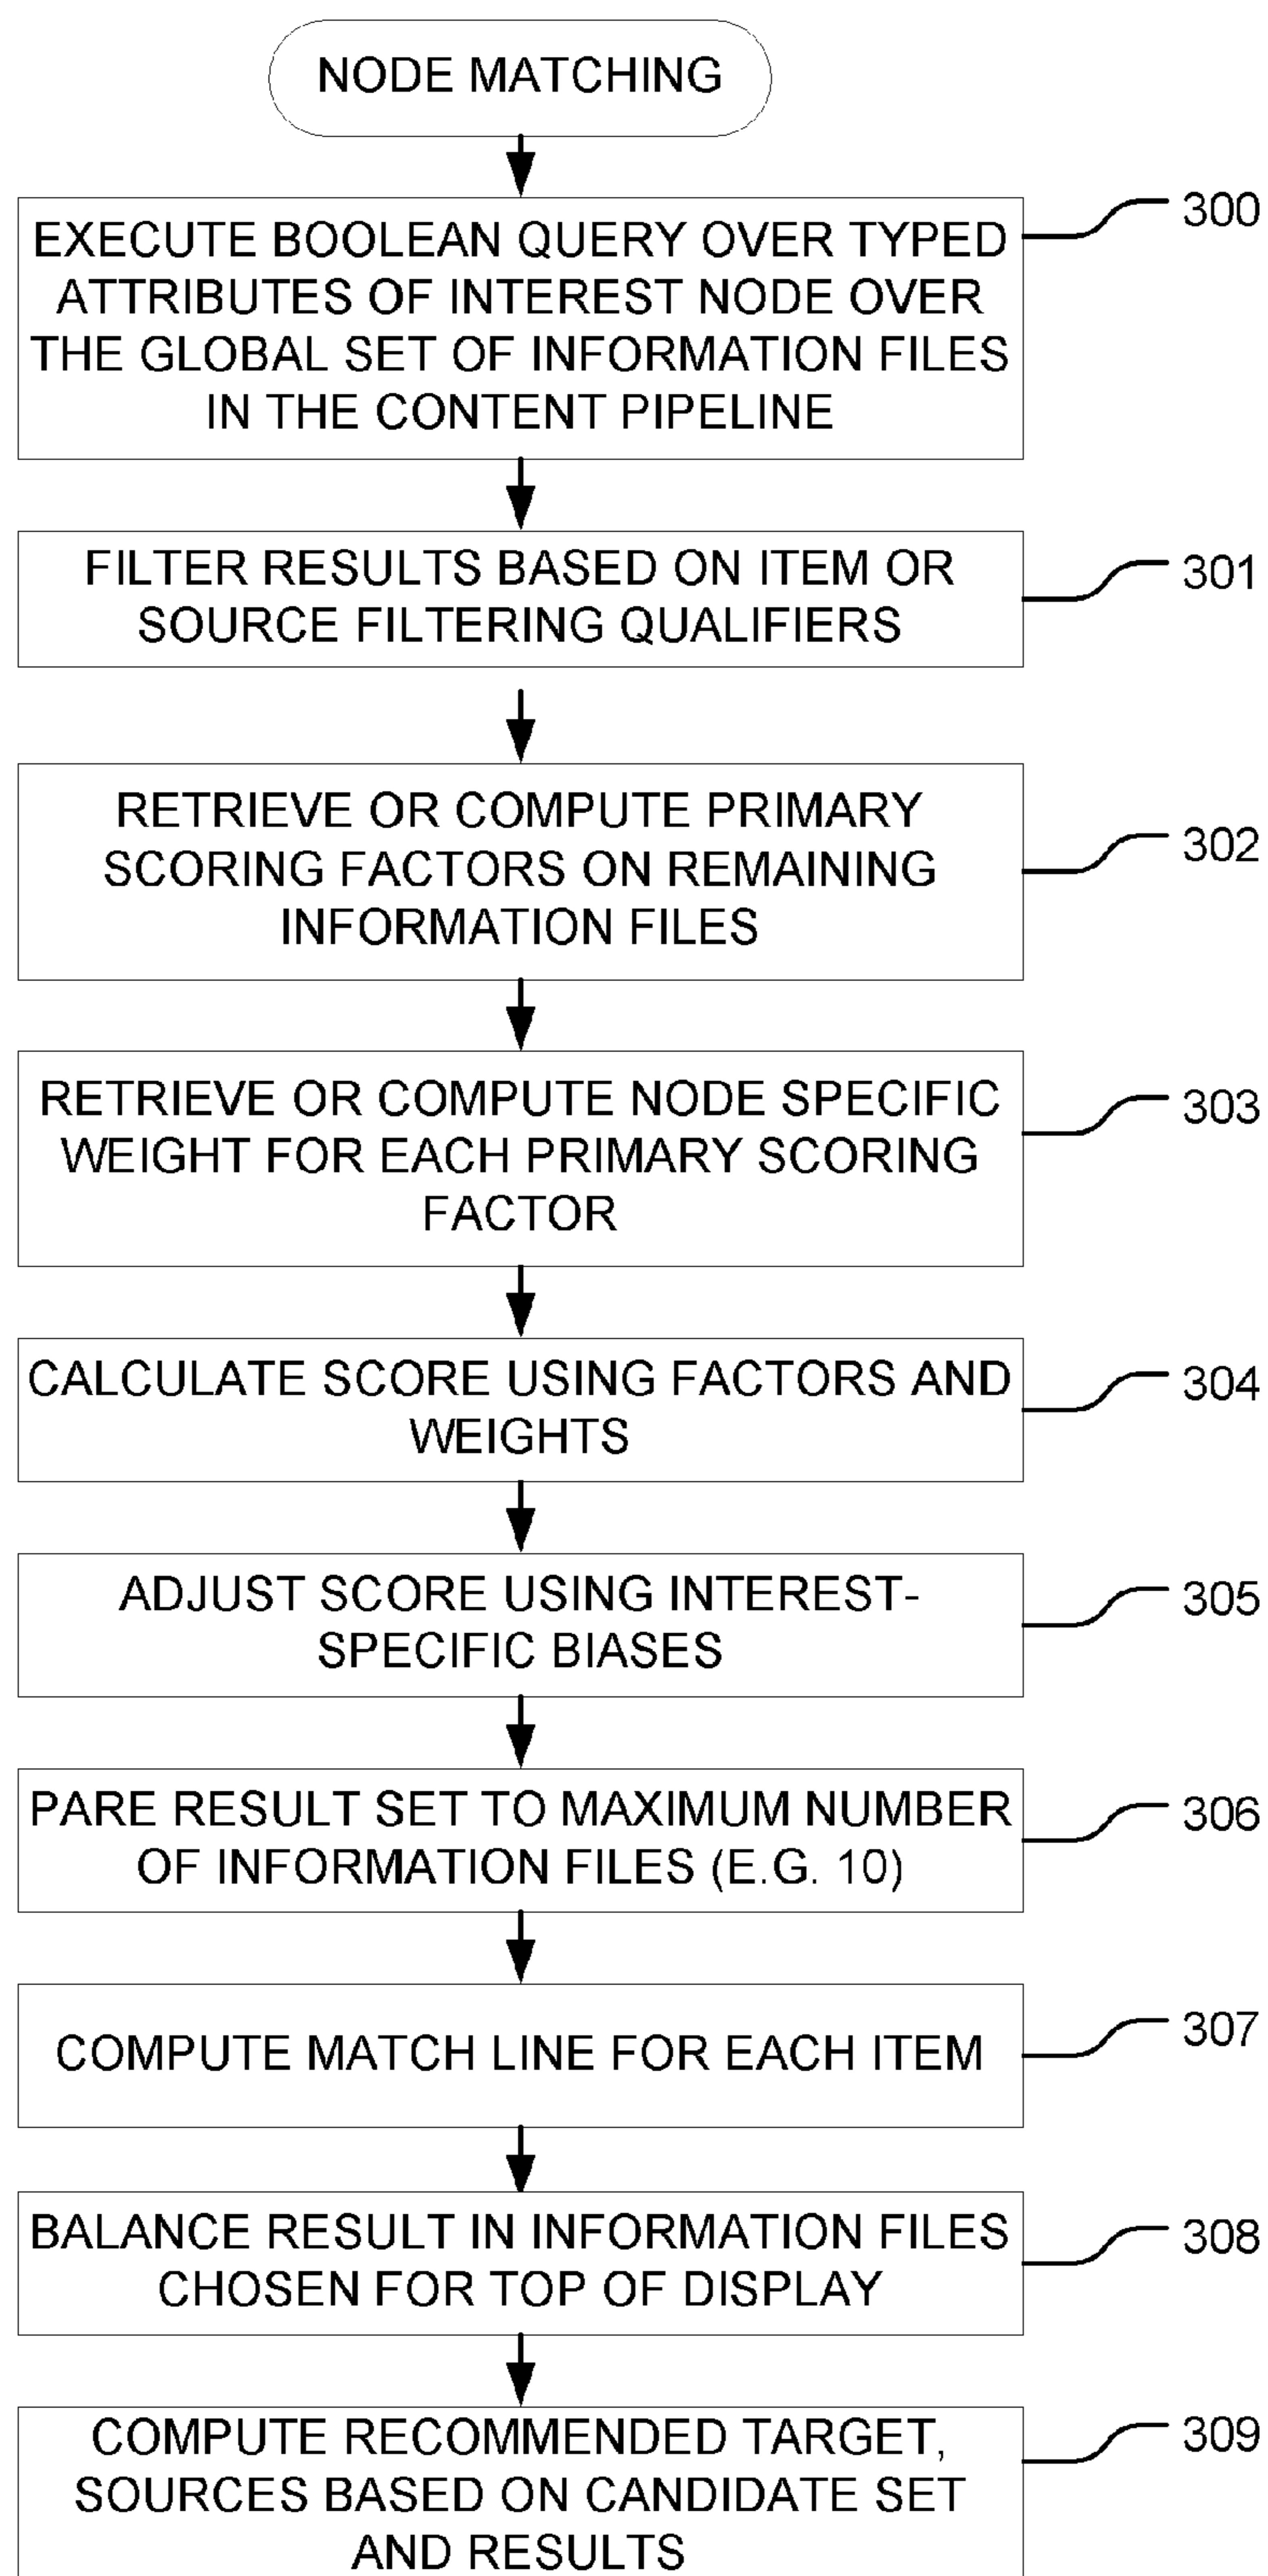 NODE MATCHING
EXECUTE BOOLEAN QUERY OVER TYPED
ATTRIBUTES OF INTEREST NODE OVER
THE GLOBAL SET OF INFORMATION FILES
IN THE CONTENT PIPELINE
300
FILTER RESULTS BASED ON ITEM OR
SOURCE FILTERING QUALIFIERS
301
RETRIEVE OR COMPUTE PRIMARY
SCORING FACTORS ON REMAINING
INFORMATION FILES
302
RETRIEVE OR COMPUTE NODE SPECIFIC
WEIGHT FOR EACH PRIMARY SCORING
FACTOR
303
CALCULATE SCORE USING FACTORS AND
WEIGHTS
304
ADJUST SCORE USING INTEREST-
SPECIFIC BIASES
305
PARE RESULT SET TO MAXIMUM NUMBER
OF INFORMATION FILES (E.G. 10)
306
COMPUTE MATCH LINE FOR EACH ITEM
307
BALANCE RESULT IN INFORMATION FILES
CHOSEN FOR TOP OF DISPLAY
308
COMPUTE RECOMMENDED TARGET,
SOURCES BASED ON CANDIDATE SET
AND RESULTS
309